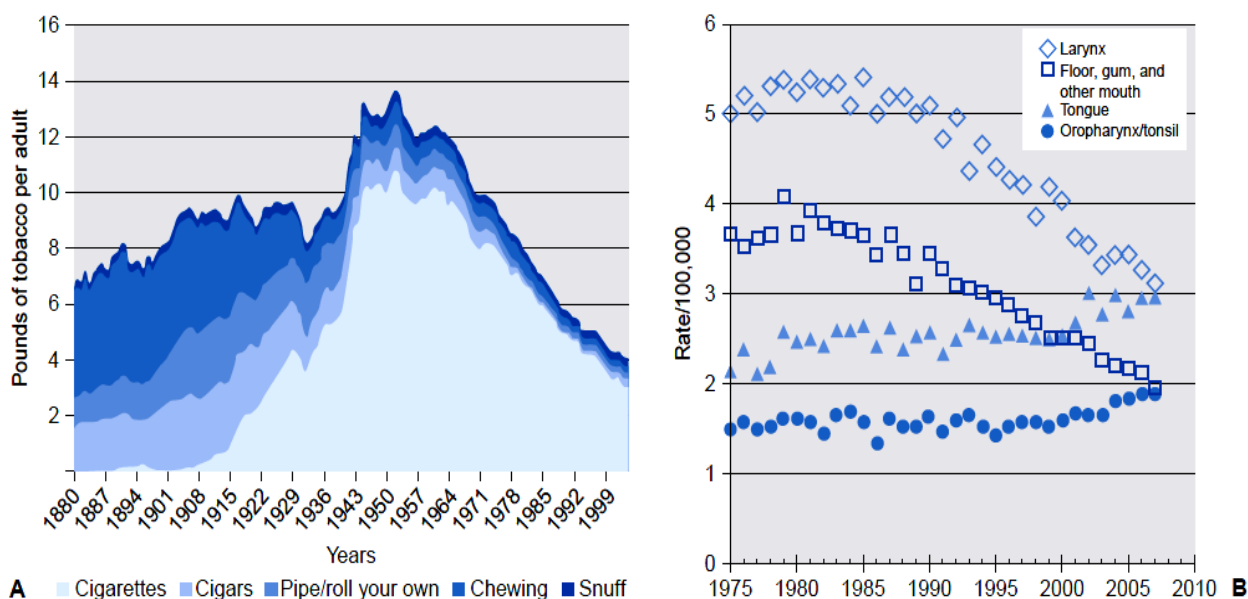 16
14
12
10
8
6
4
2
Pounds of tobacco per adult
1880
1887
1894
1901
1908
1915
1922
1929
1936
1943
1950
1957
1964
1971
1978
1985
1992
1999
Years
A
Cigarettes
Cigars
Pipe/roll your own
Chewing
Snuff
6
5
4
3
2
1
0
Rate/100,000
Larynx
Floor, gum, and
other mouth
Tongue
Oropharynx/tonsil
1975
1980
1985
1990
1995
2000
2005
2010
B